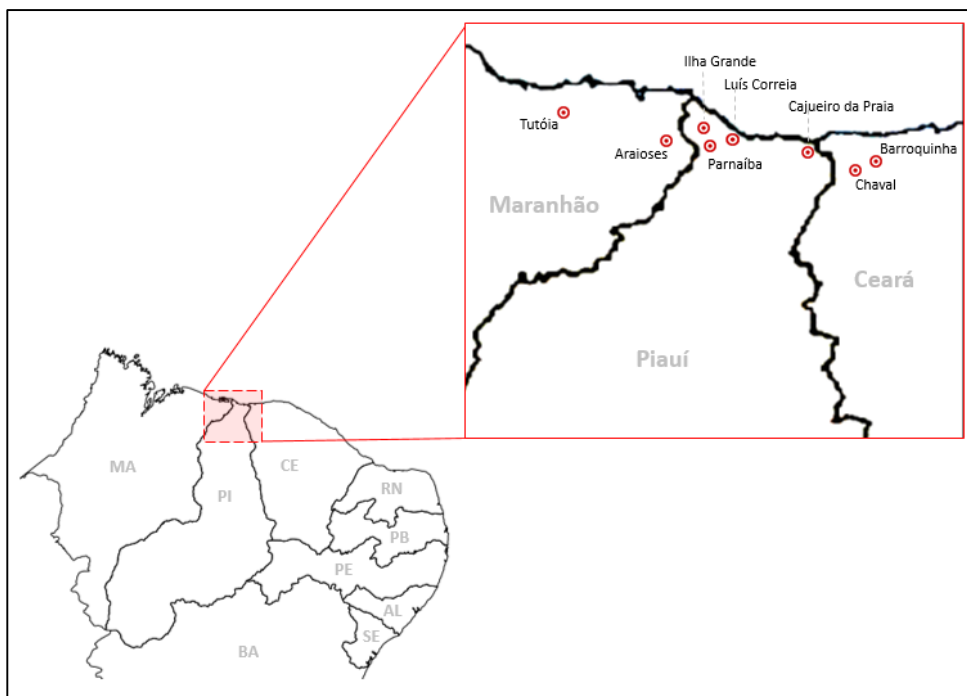 Ilha Grande
Luís Correia
Cajueiro da Praia
Tutóia
Araioses
Parnaíba
Barroquinha
Chaval
Maranhão
Ceará
Piauí
MA
PI
CE
RN
PB
PE
AL
SE
BA